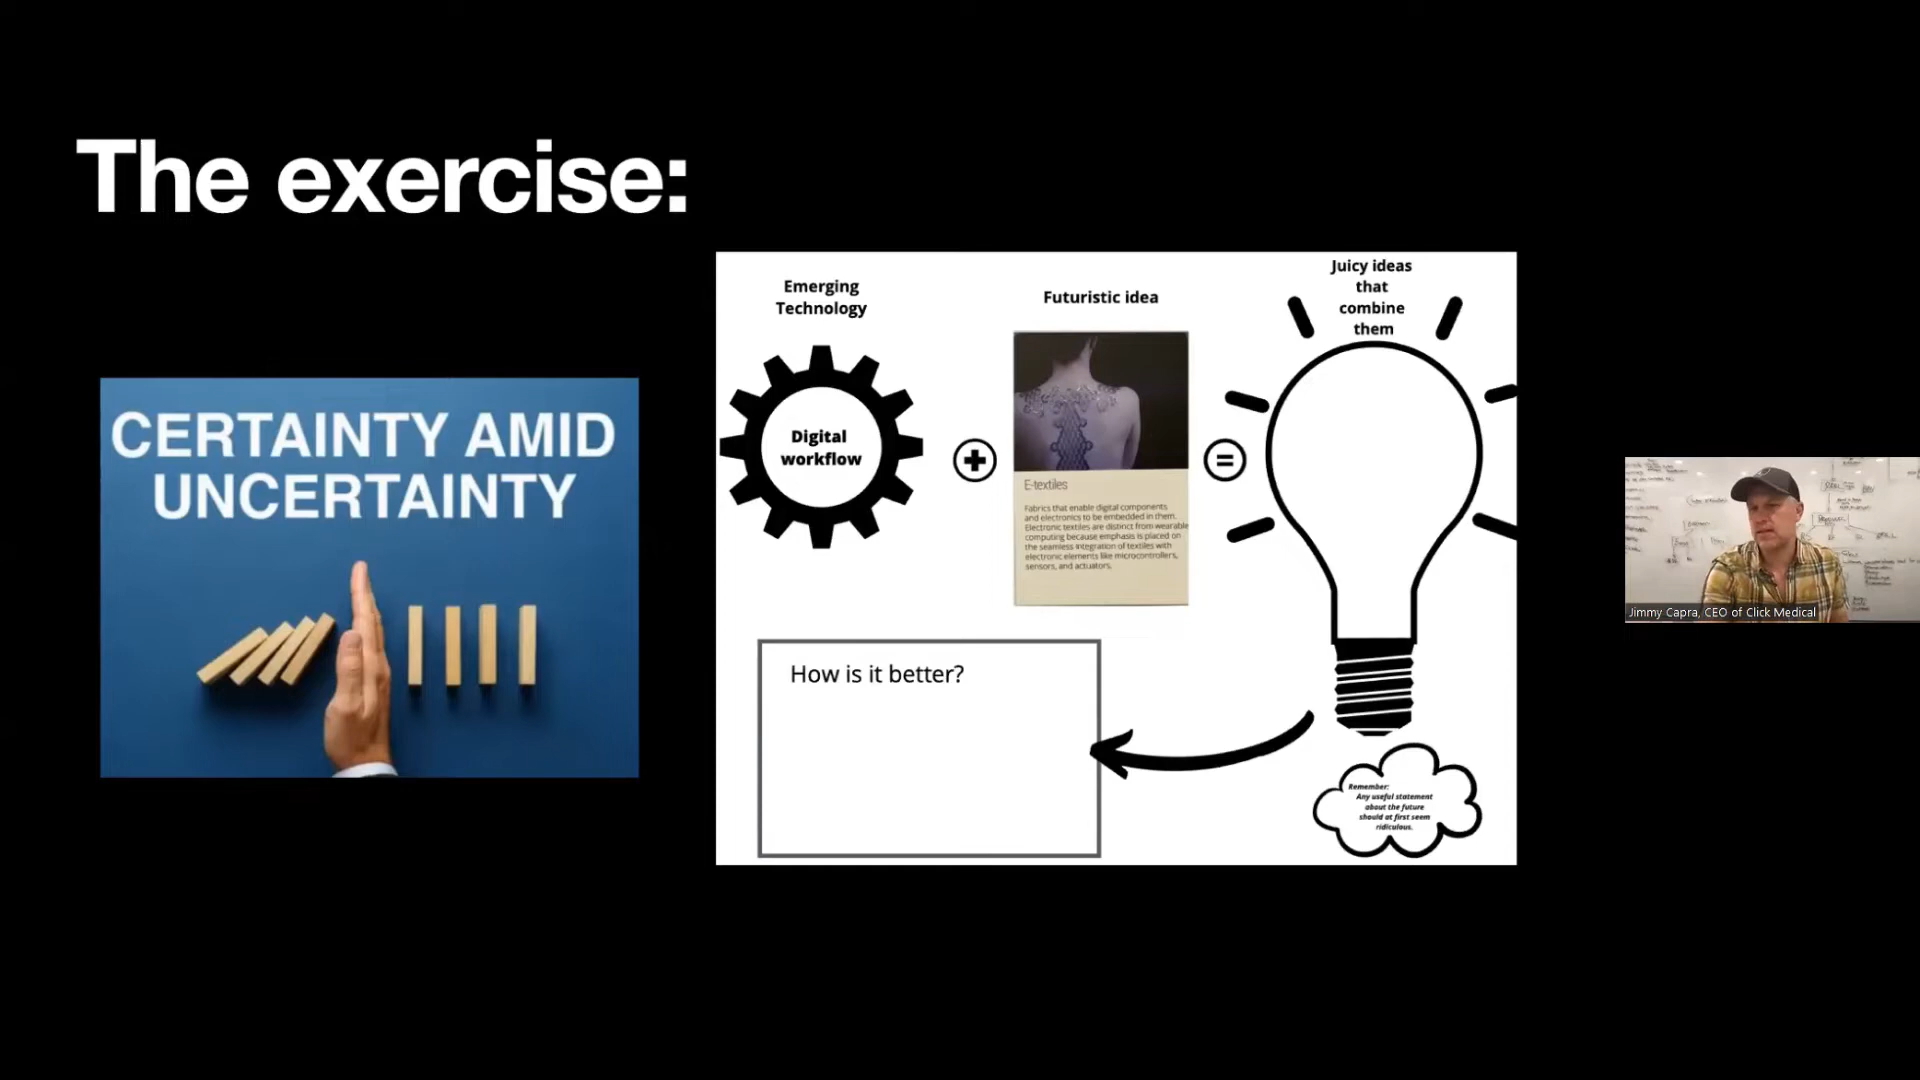 The exercise:
CERTAINTY AMID
UNCERTAINTY
Emerging
Technology
Digital
workflow
Futuristic idea
E-textiles
Fabrics that enable digital components
and electronics to be embedded in them.
Electronic textiles are distinct from wearable
computing because emphasis is placed on
the seamless integration of textiles with
electronic elements like microcontrollers,
sensors, and actuators.
Juicy ideas
that
combine
them
How is it better?
Remember:
Any useful statement
about the future
should at first seem
ridiculous.
Jimmy Capra, CEO of Click Medical